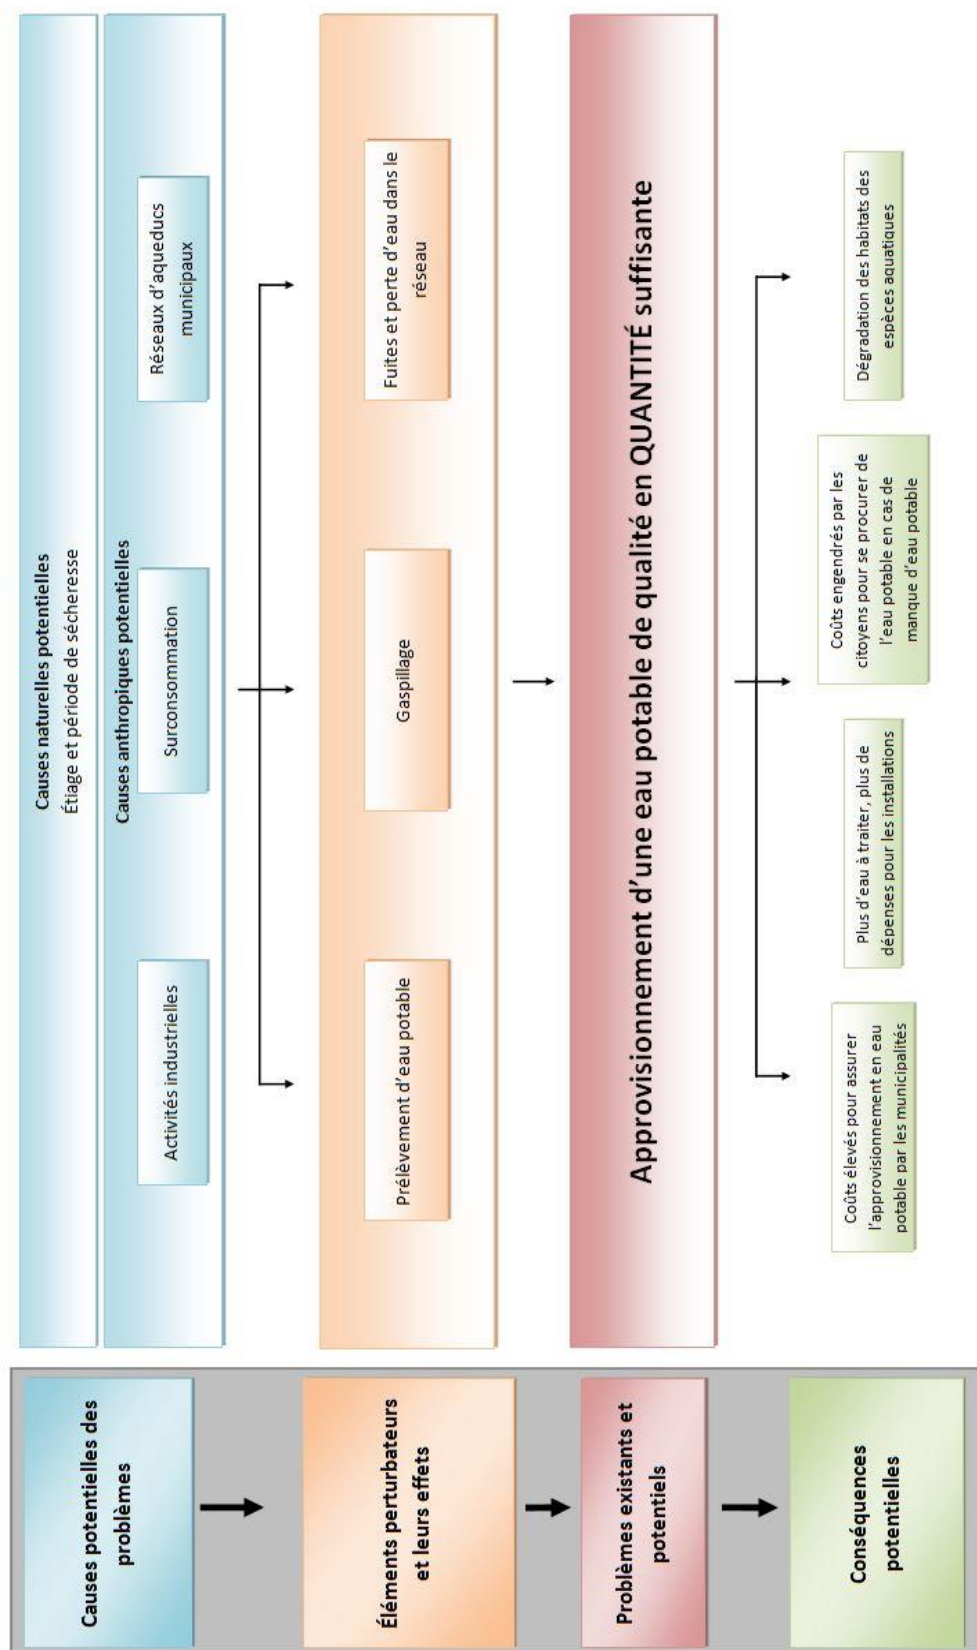 Causes potentielles des
problèmes
Causes naturelles potentielles
Étiage et période de sécheresse
Causes anthropiques potentielles
Activités industrielles
Surconsommation
Réseaux d'aqueducs
municipaux
Éléments perturbateurs
et leurs effets
Prélèvement d'eau potable
Gaspillage
Fuites et perte d'eau dans le
réseau
Problèmes existants et
potentiels
Approvisionnement d'une eau potable de qualité en QUANTITÉ suffisante
Conséquences
potentielles
Coûts élevés pour assurer
l'approvisionnement en eau
potable par les municipalités
Plus d'eau à traiter, plus de
dépenses pour les installations
Coûts engendrés par les
citoyens pour se procurer de
l'eau potable en cas de
manque d'eau potable
Dégradation des habitats des
espèces aquatiques